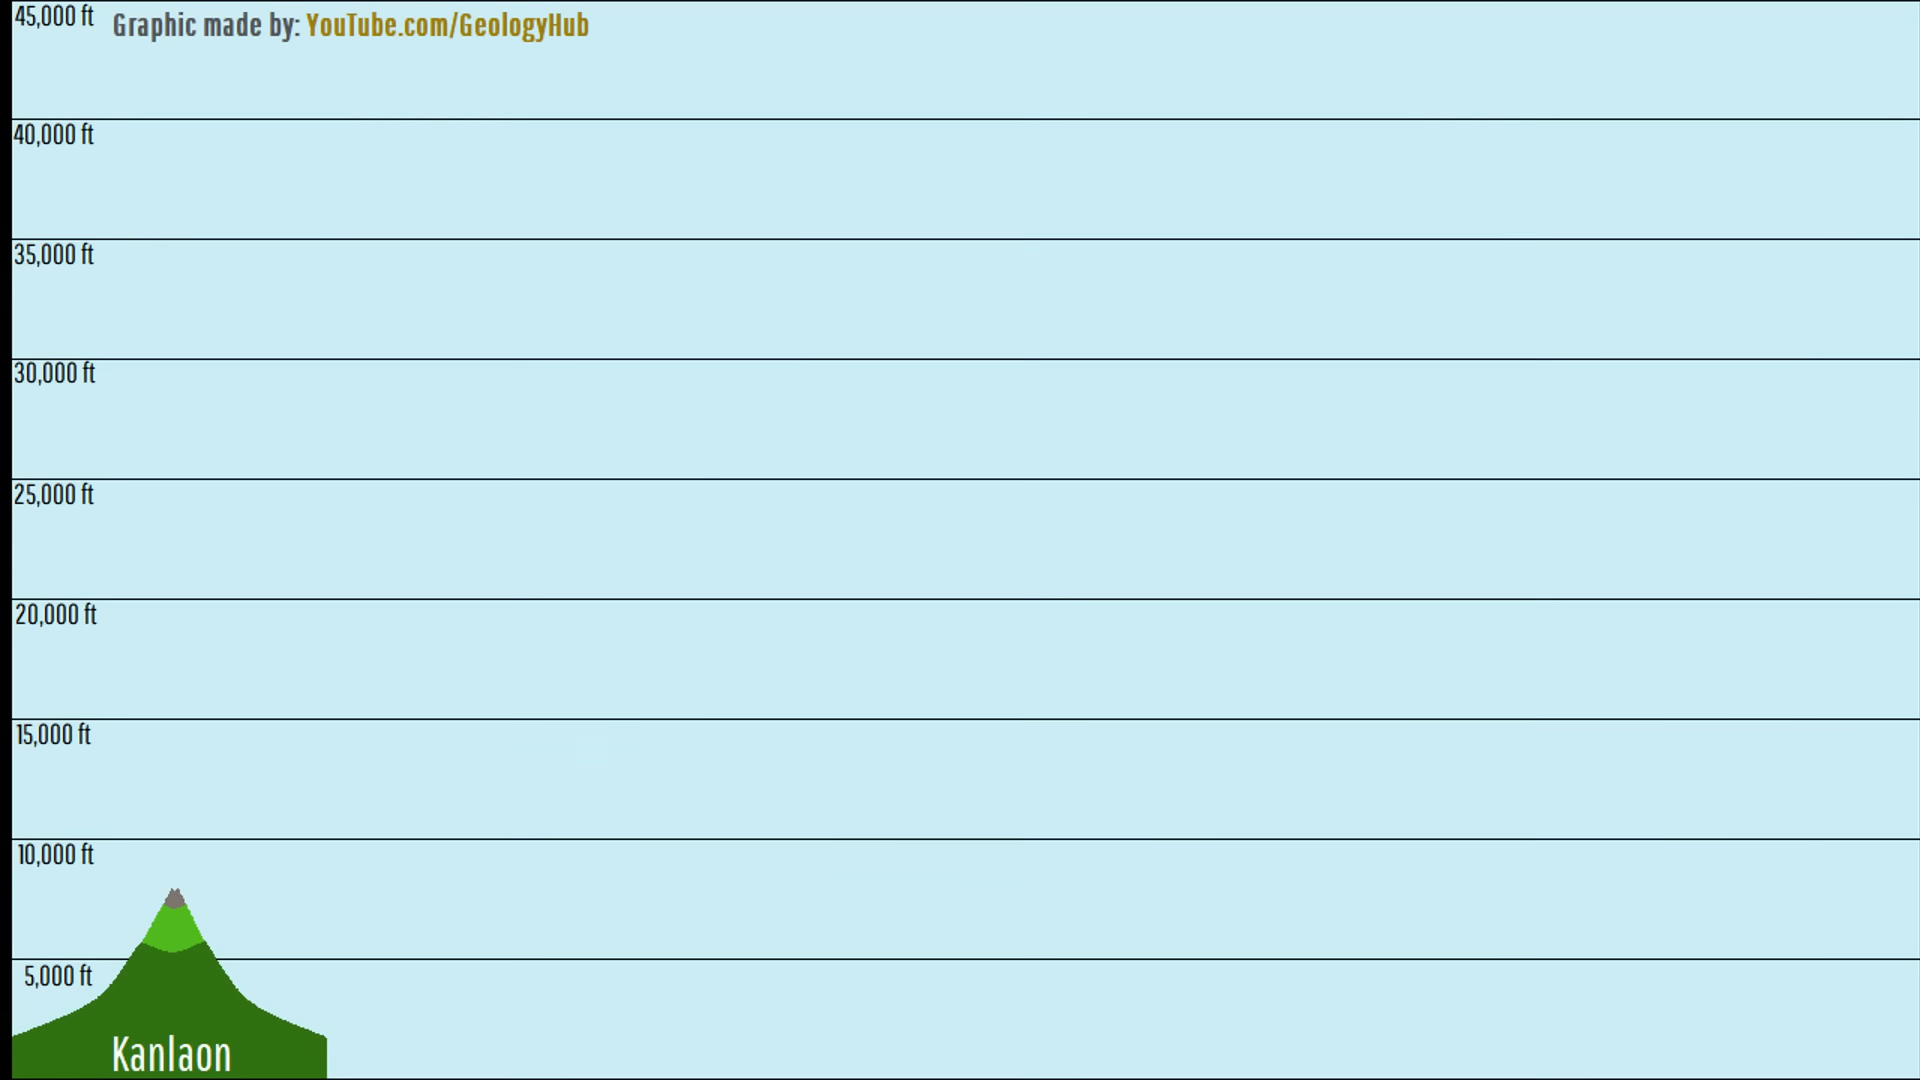 45,000 ft
Graphic made by: YouTube.com/GeologyHub
40,000 ft
35,000 ft
30,000 ft
25,000 ft
20,000 ft
15,000 ft
10,000 ft
5,000 ft
Kanlaon